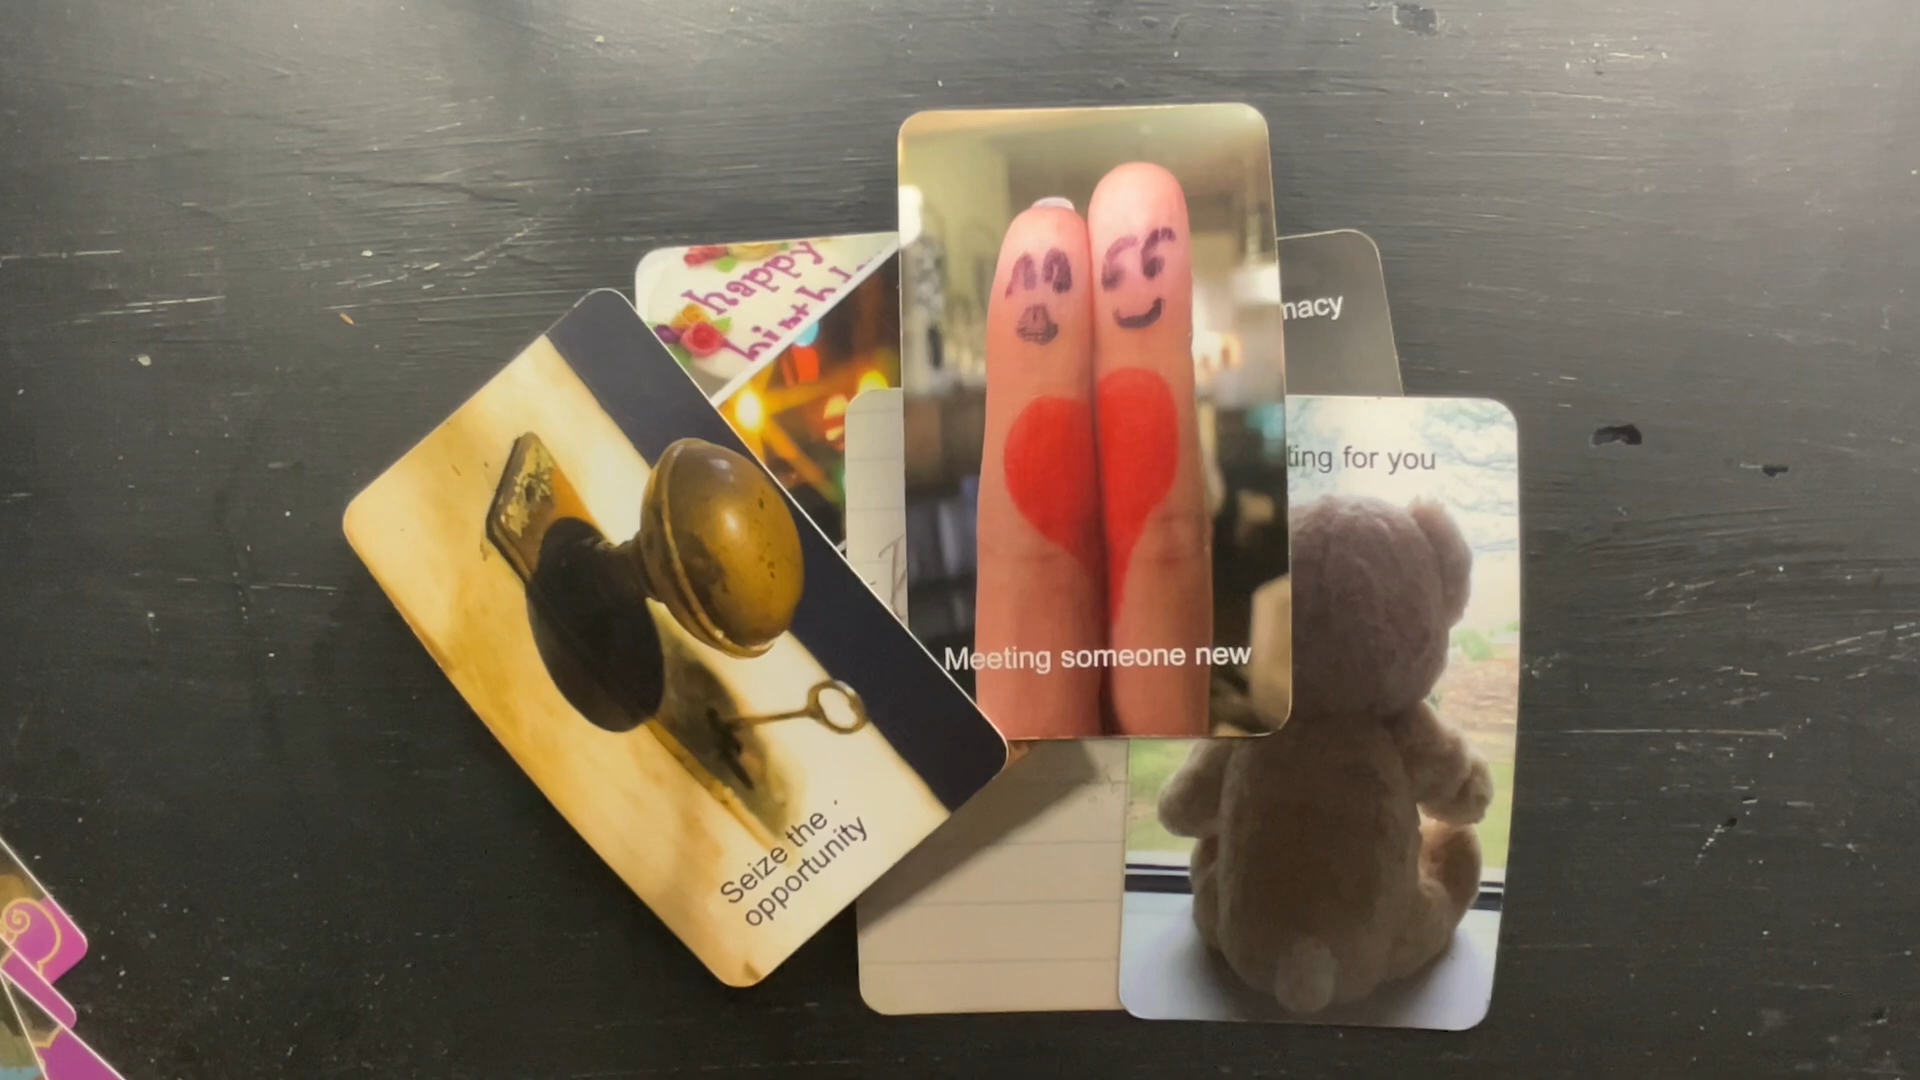 happy
macy
ting for you
Meeting someone new
Seize the
opportunity